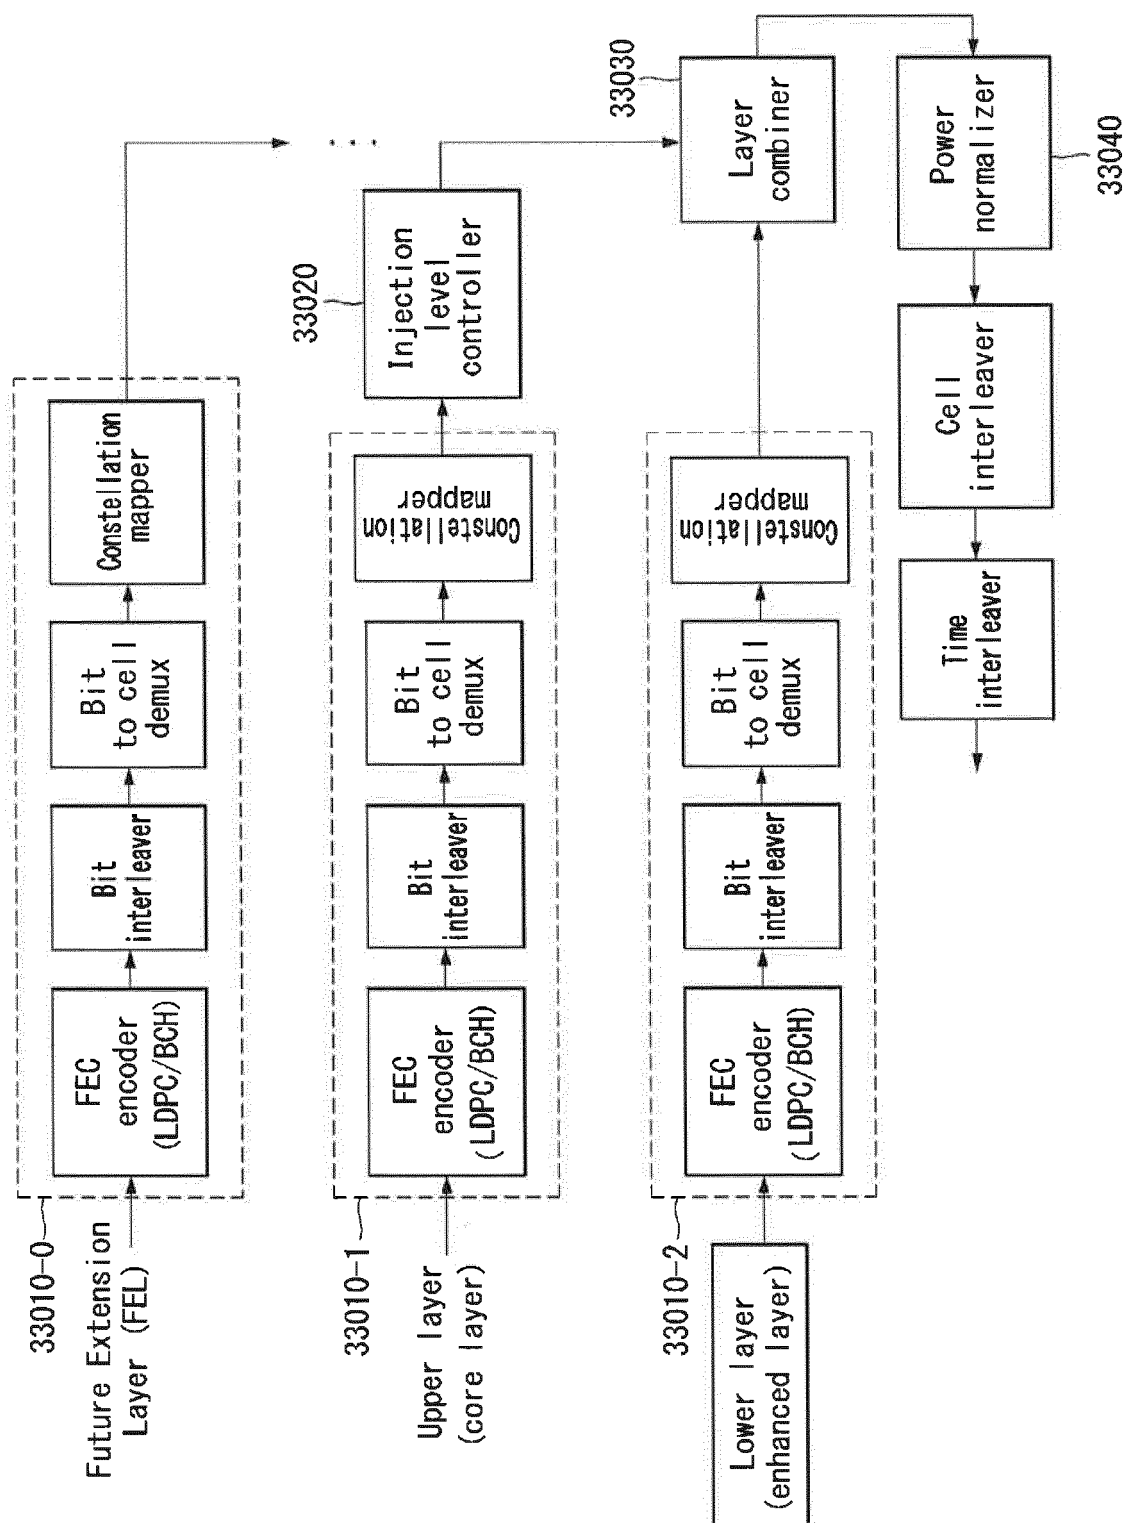 Future Extension
Layer (FEL)
33010-0
FEC
encoder
(LDPC/BCH)
Bit
interleaver
Bit
to cell
demux
Constellation
mapper
Upper layer
(core layer)
33010-1
FEC
encoder
(LDPC/BCH)
Bit
interleaver
Bit
to cell
demux
Constellation
mapper
33020
Injection
level
controller
...
Lower layer
(enhanced layer)
33010-2
FEC
encoder
(LDPC/BCH)
Bit
interleaver
Bit
to cell
demux
Constellation
mapper
33030
Layer
combiner
Power
normalizer
33040
Cell
interleaver
Time
interleaver